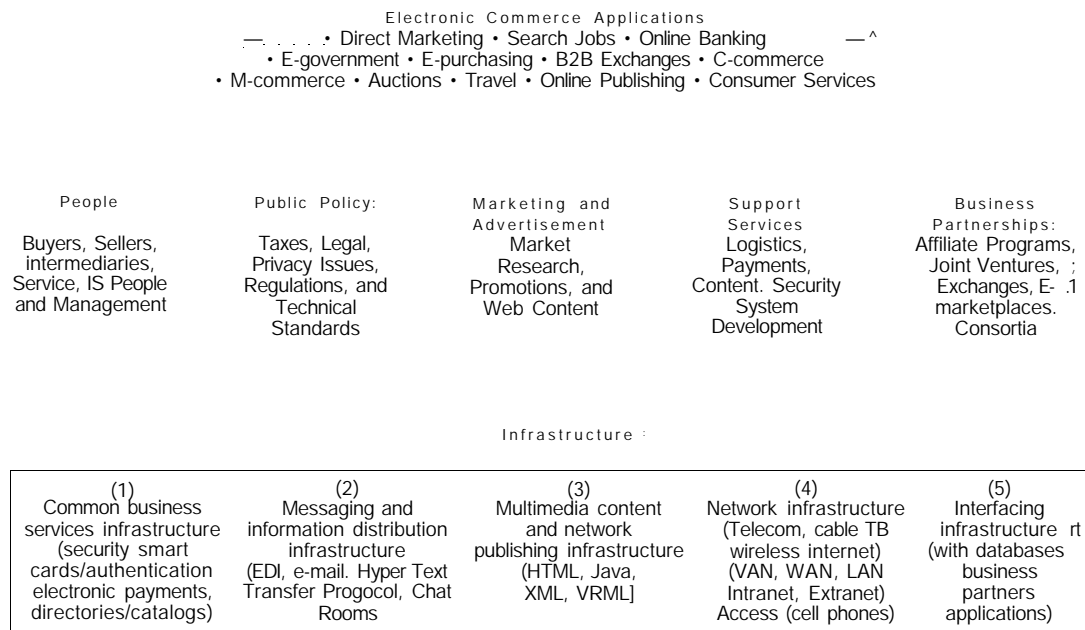 Electronic Commerce Applications
—. . . . . • Direct Marketing • Search Jobs • Online Banking —^
• E-government • E-purchasing • B2B Exchanges • C-commerce
• M-commerce • Auctions • Travel • Online Publishing • Consumer Services
People
Buyers, Sellers,
intermediaries,
Service, IS People
and Management
Public Policy:
Taxes, Legal,
Privacy Issues,
Regulations, and
Technical
Standards
Marketing and
Advertisement
Market
Research,
Promotions, and
Web Content
Support
Services
Logistics,
Payments,
Content. Security
System
Development
Business
Partnerships:
Affiliate Programs,
Joint Ventures, ;
Exchanges, E- .1
marketplaces.
Consortia
Infrastructure :
(1)
Common business
services infrastructure
(security smart
cards/authentication
electronic payments,
directories/catalogs)
(2)
Messaging and
information distribution
infrastructure
(EDI, e-mail. Hyper Text
Transfer Progocol, Chat
Rooms
(3)
Multimedia content
and network
publishing infrastructure
(HTML, Java,
XML, VRML]
(4)
Network infrastructure
(Telecom, cable TB
wireless internet)
(VAN, WAN, LAN
Intranet, Extranet)
Access (cell phones)
(5)
Interfacing
infrastructure rt
(with databases
business
partners
applications)